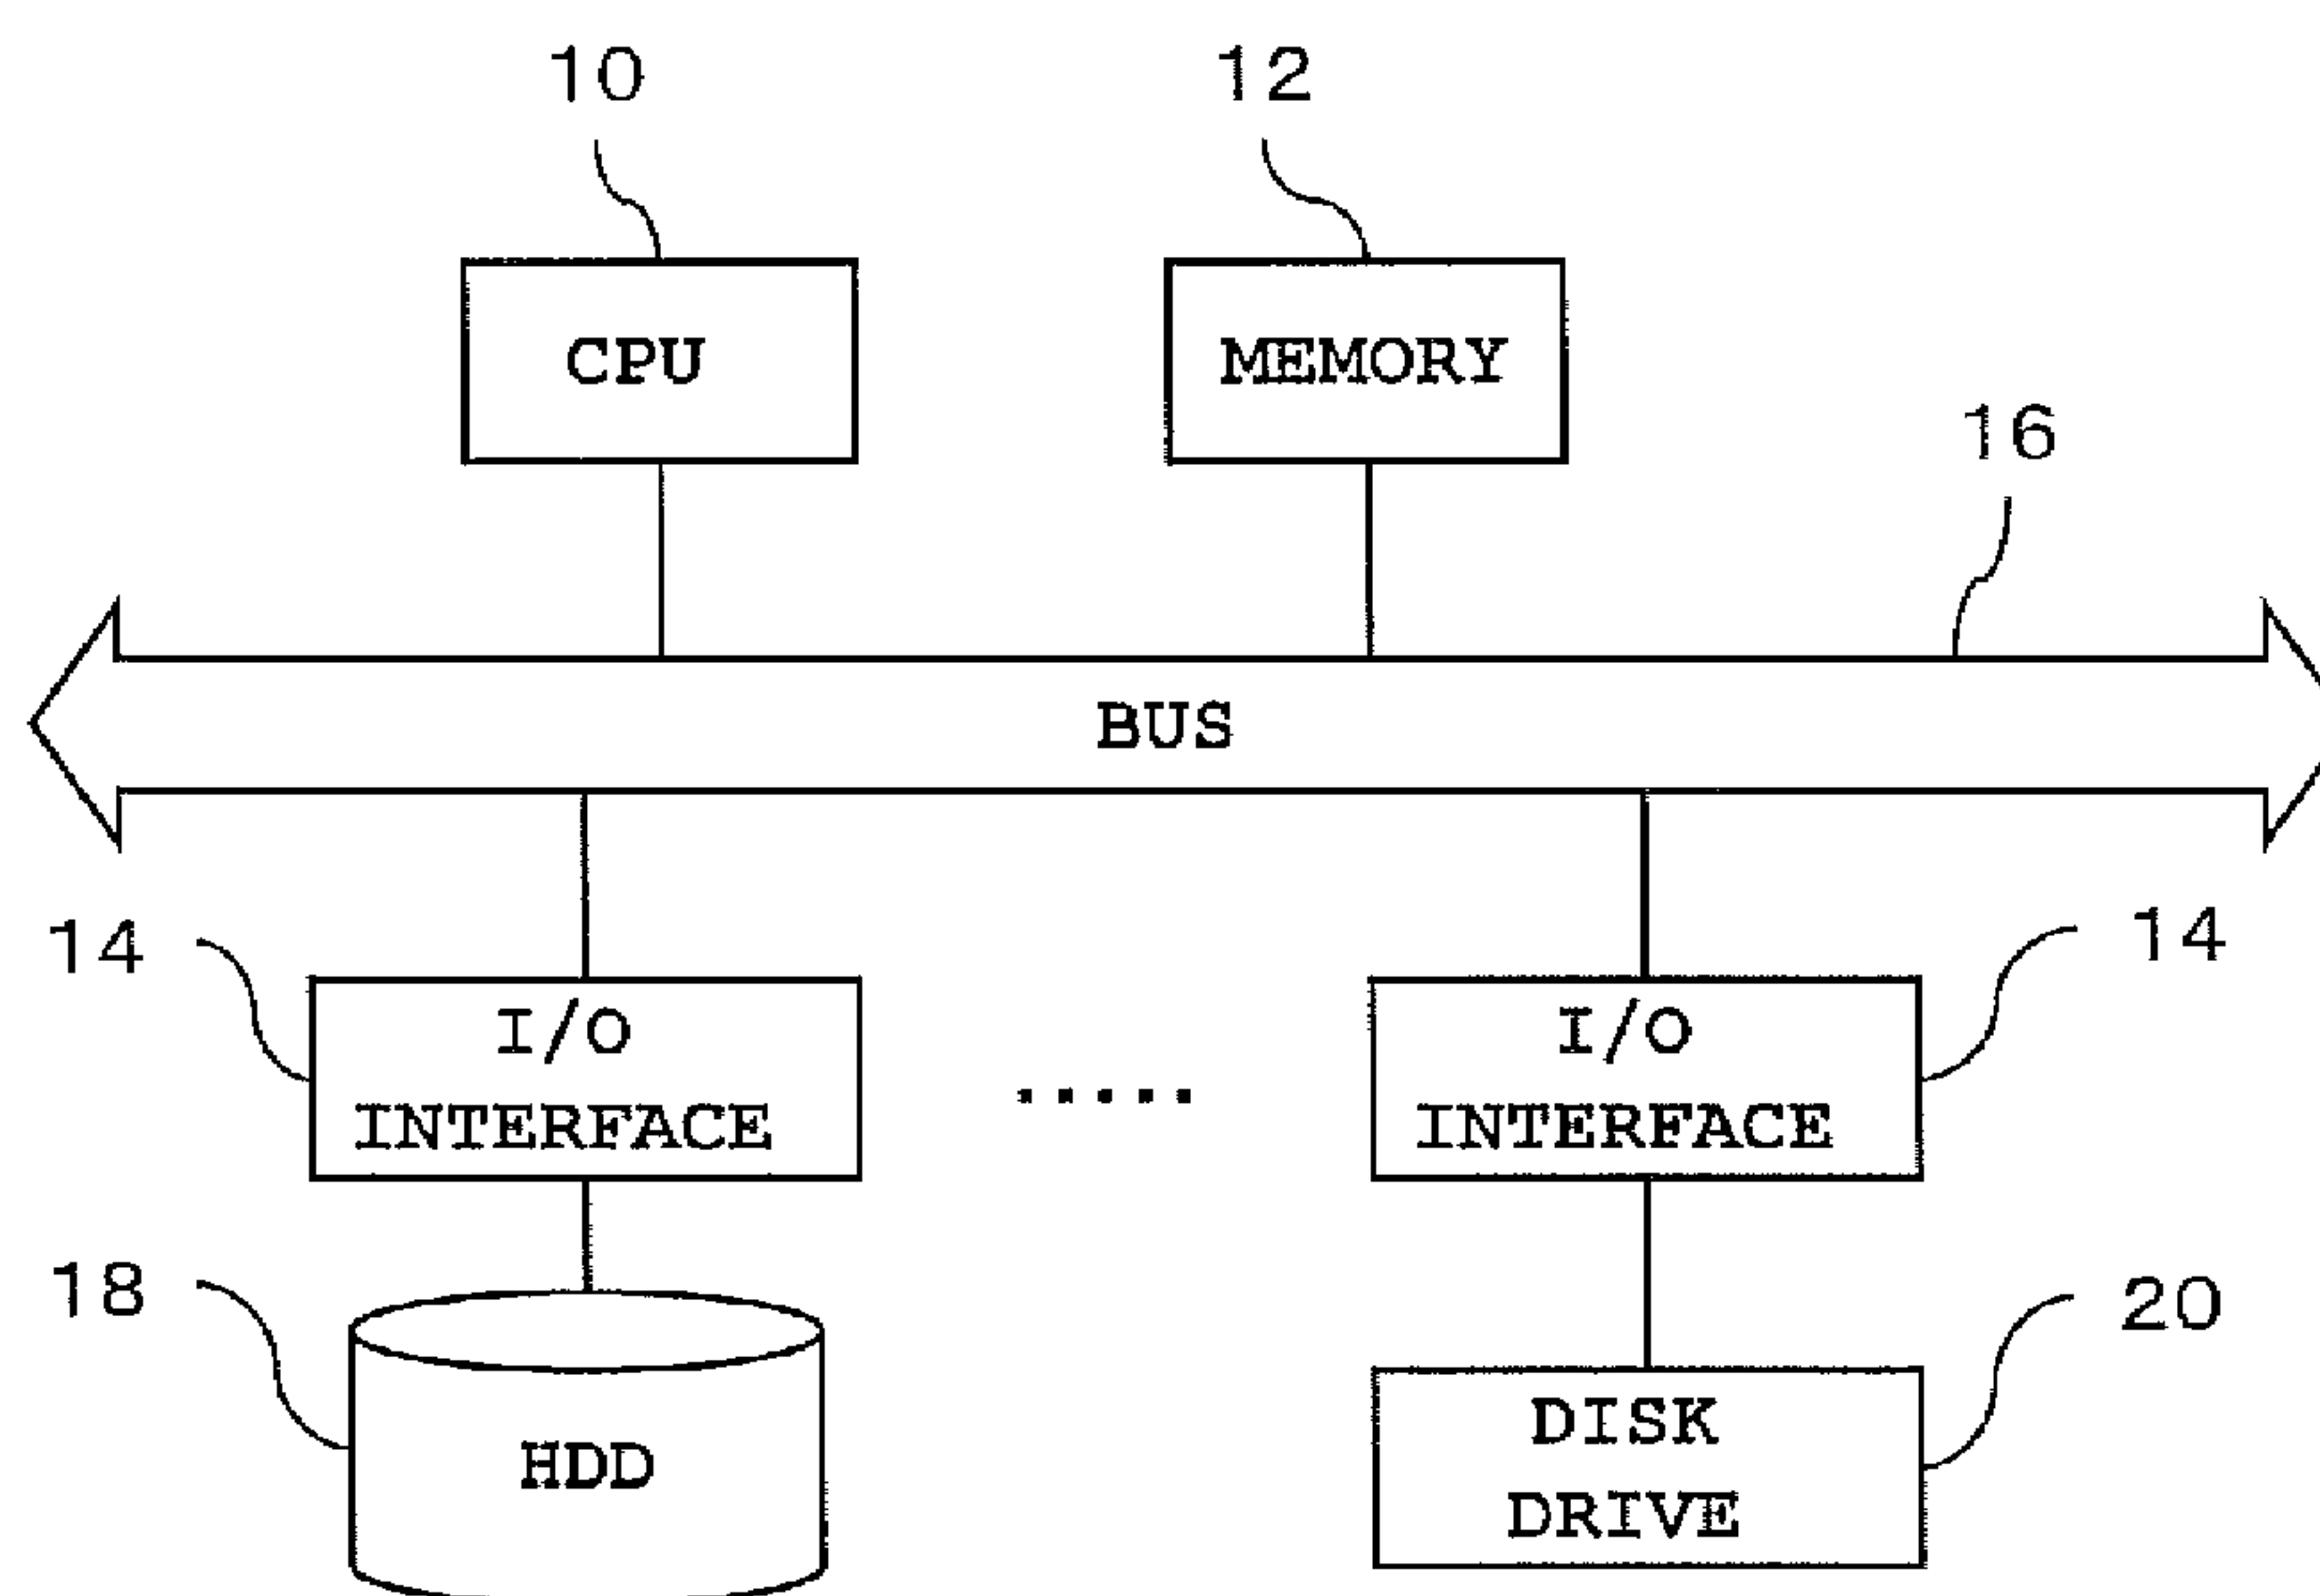 10
12
CPU
MEMORY
16
BUS
14
14
I/O
INTERFACE
.....
I/O
INTERFACE
18
20
HDD
DISK
DRIVE